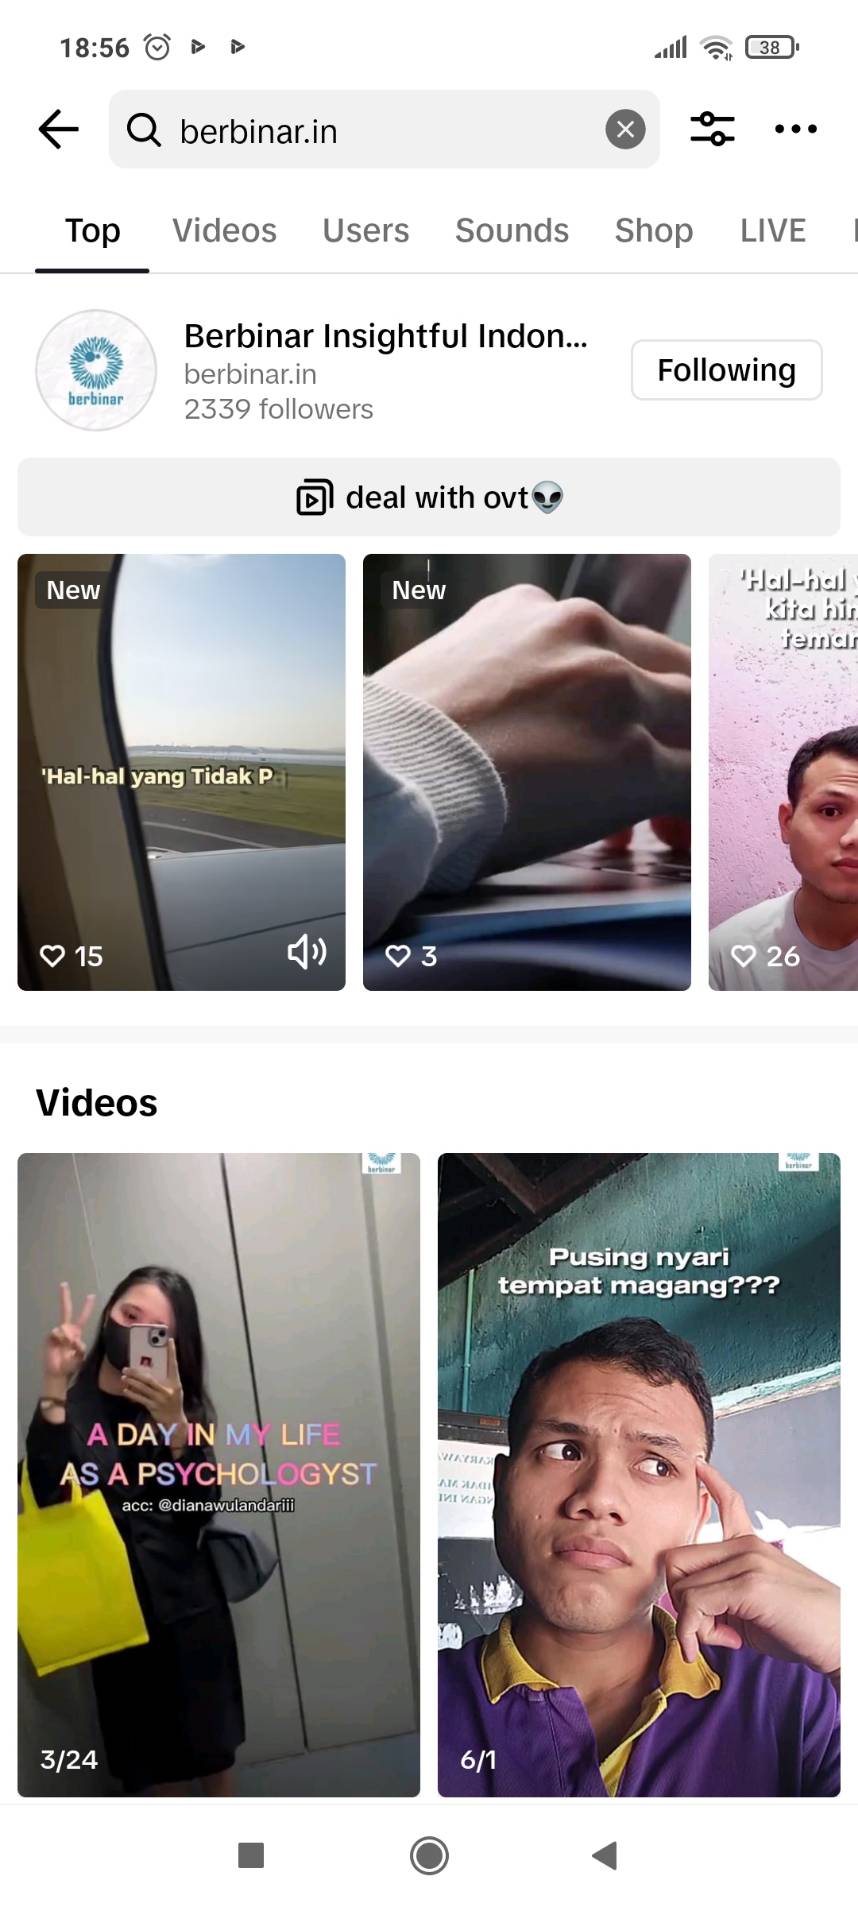 18:56
38
berbinar.in
Top Videos Users Sounds Shop LIVE
Berbinar Insightful Indon...
berbinar.in
2339 followers
Following
berbinar
deal with ovt👽
New
'Hal-hal yang Tidak P
15
New
3
'Hal-hal
kita hin
teman
26
Videos
berbinar
A DAY IN MY LIFE
AS A PSYCHOLOGYST
acc: @dianawulandariii
3/24
berbinar
Pusing nyari
tempat magang???
6/1